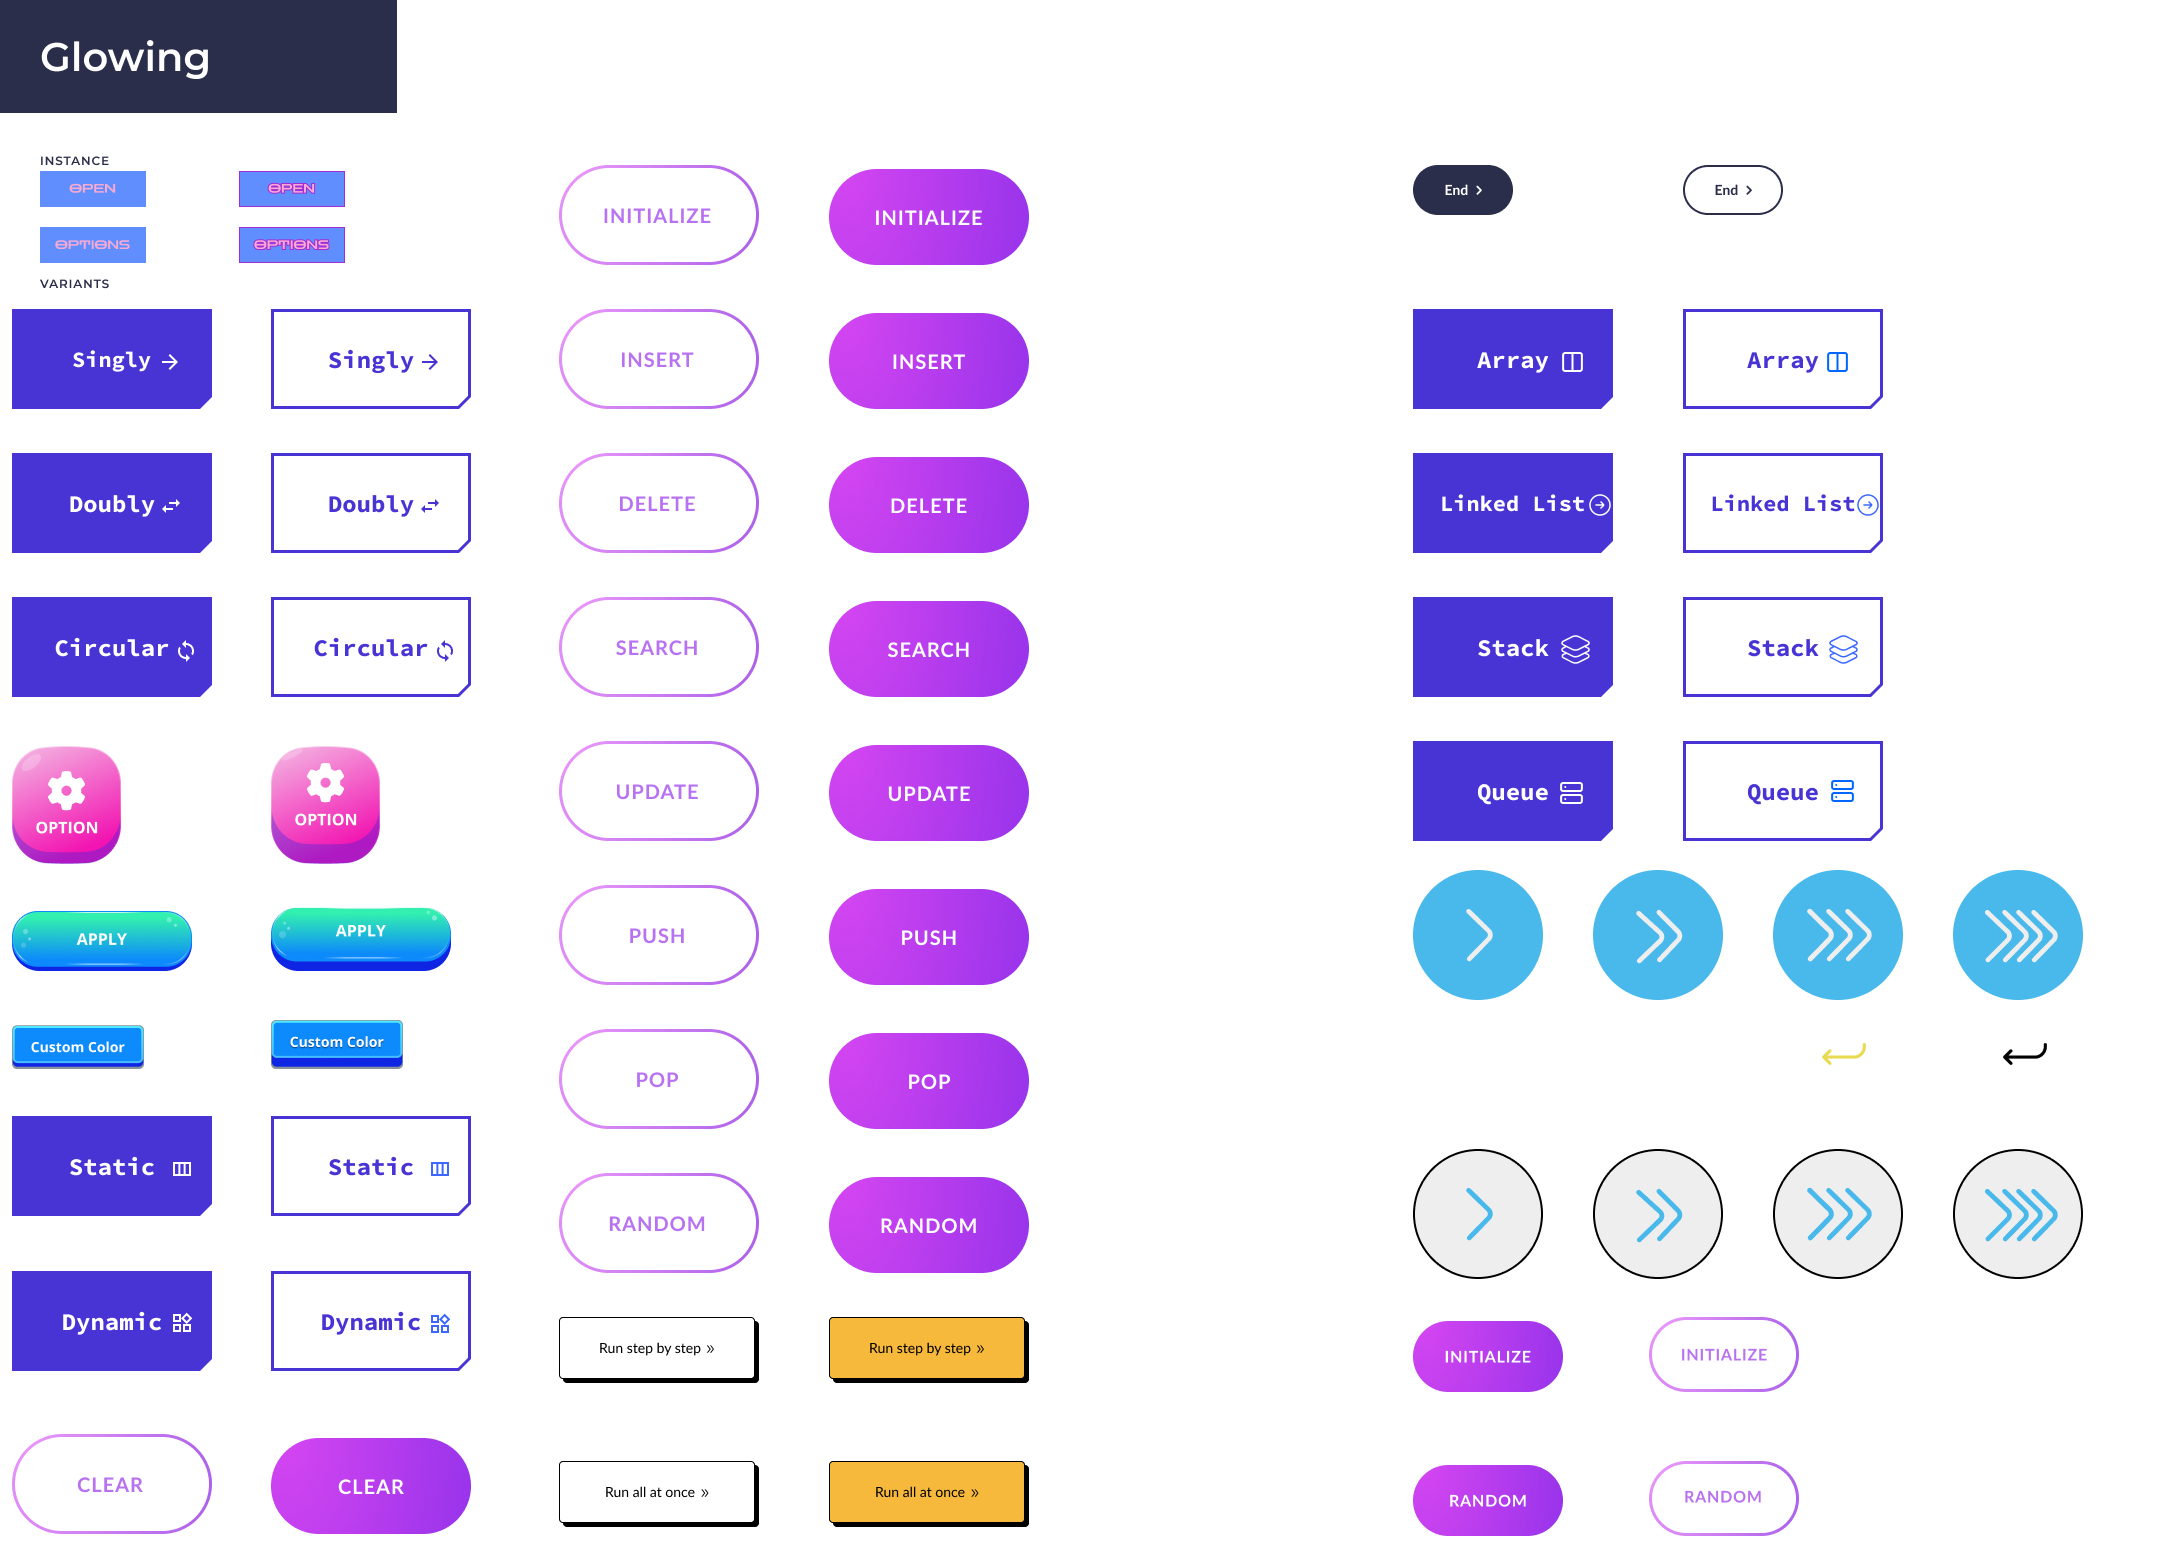 Glowing
INSTANCE
OPEN
OPEN
OPTIONS
OPTIONS
VARIANTS
Singly
Singly
Doubly
Doubly
Circular
Circular
OPTION
OPTION
APPLY
APPLY
Custom Color
Custom Color
Static
Static
Dynamic
Dynamic
CLEAR
CLEAR
INITIALIZE
INITIALIZE
INSERT
INSERT
DELETE
DELETE
SEARCH
SEARCH
UPDATE
UPDATE
PUSH
PUSH
POP
POP
RANDOM
RANDOM
Run step by step »
Run step by step »
Run all at once »
Run all at once »
End
End
Array
Array
Linked List
Linked List
Stack
Stack
Queue
Queue
INITIALIZE
INITIALIZE
RANDOM
RANDOM